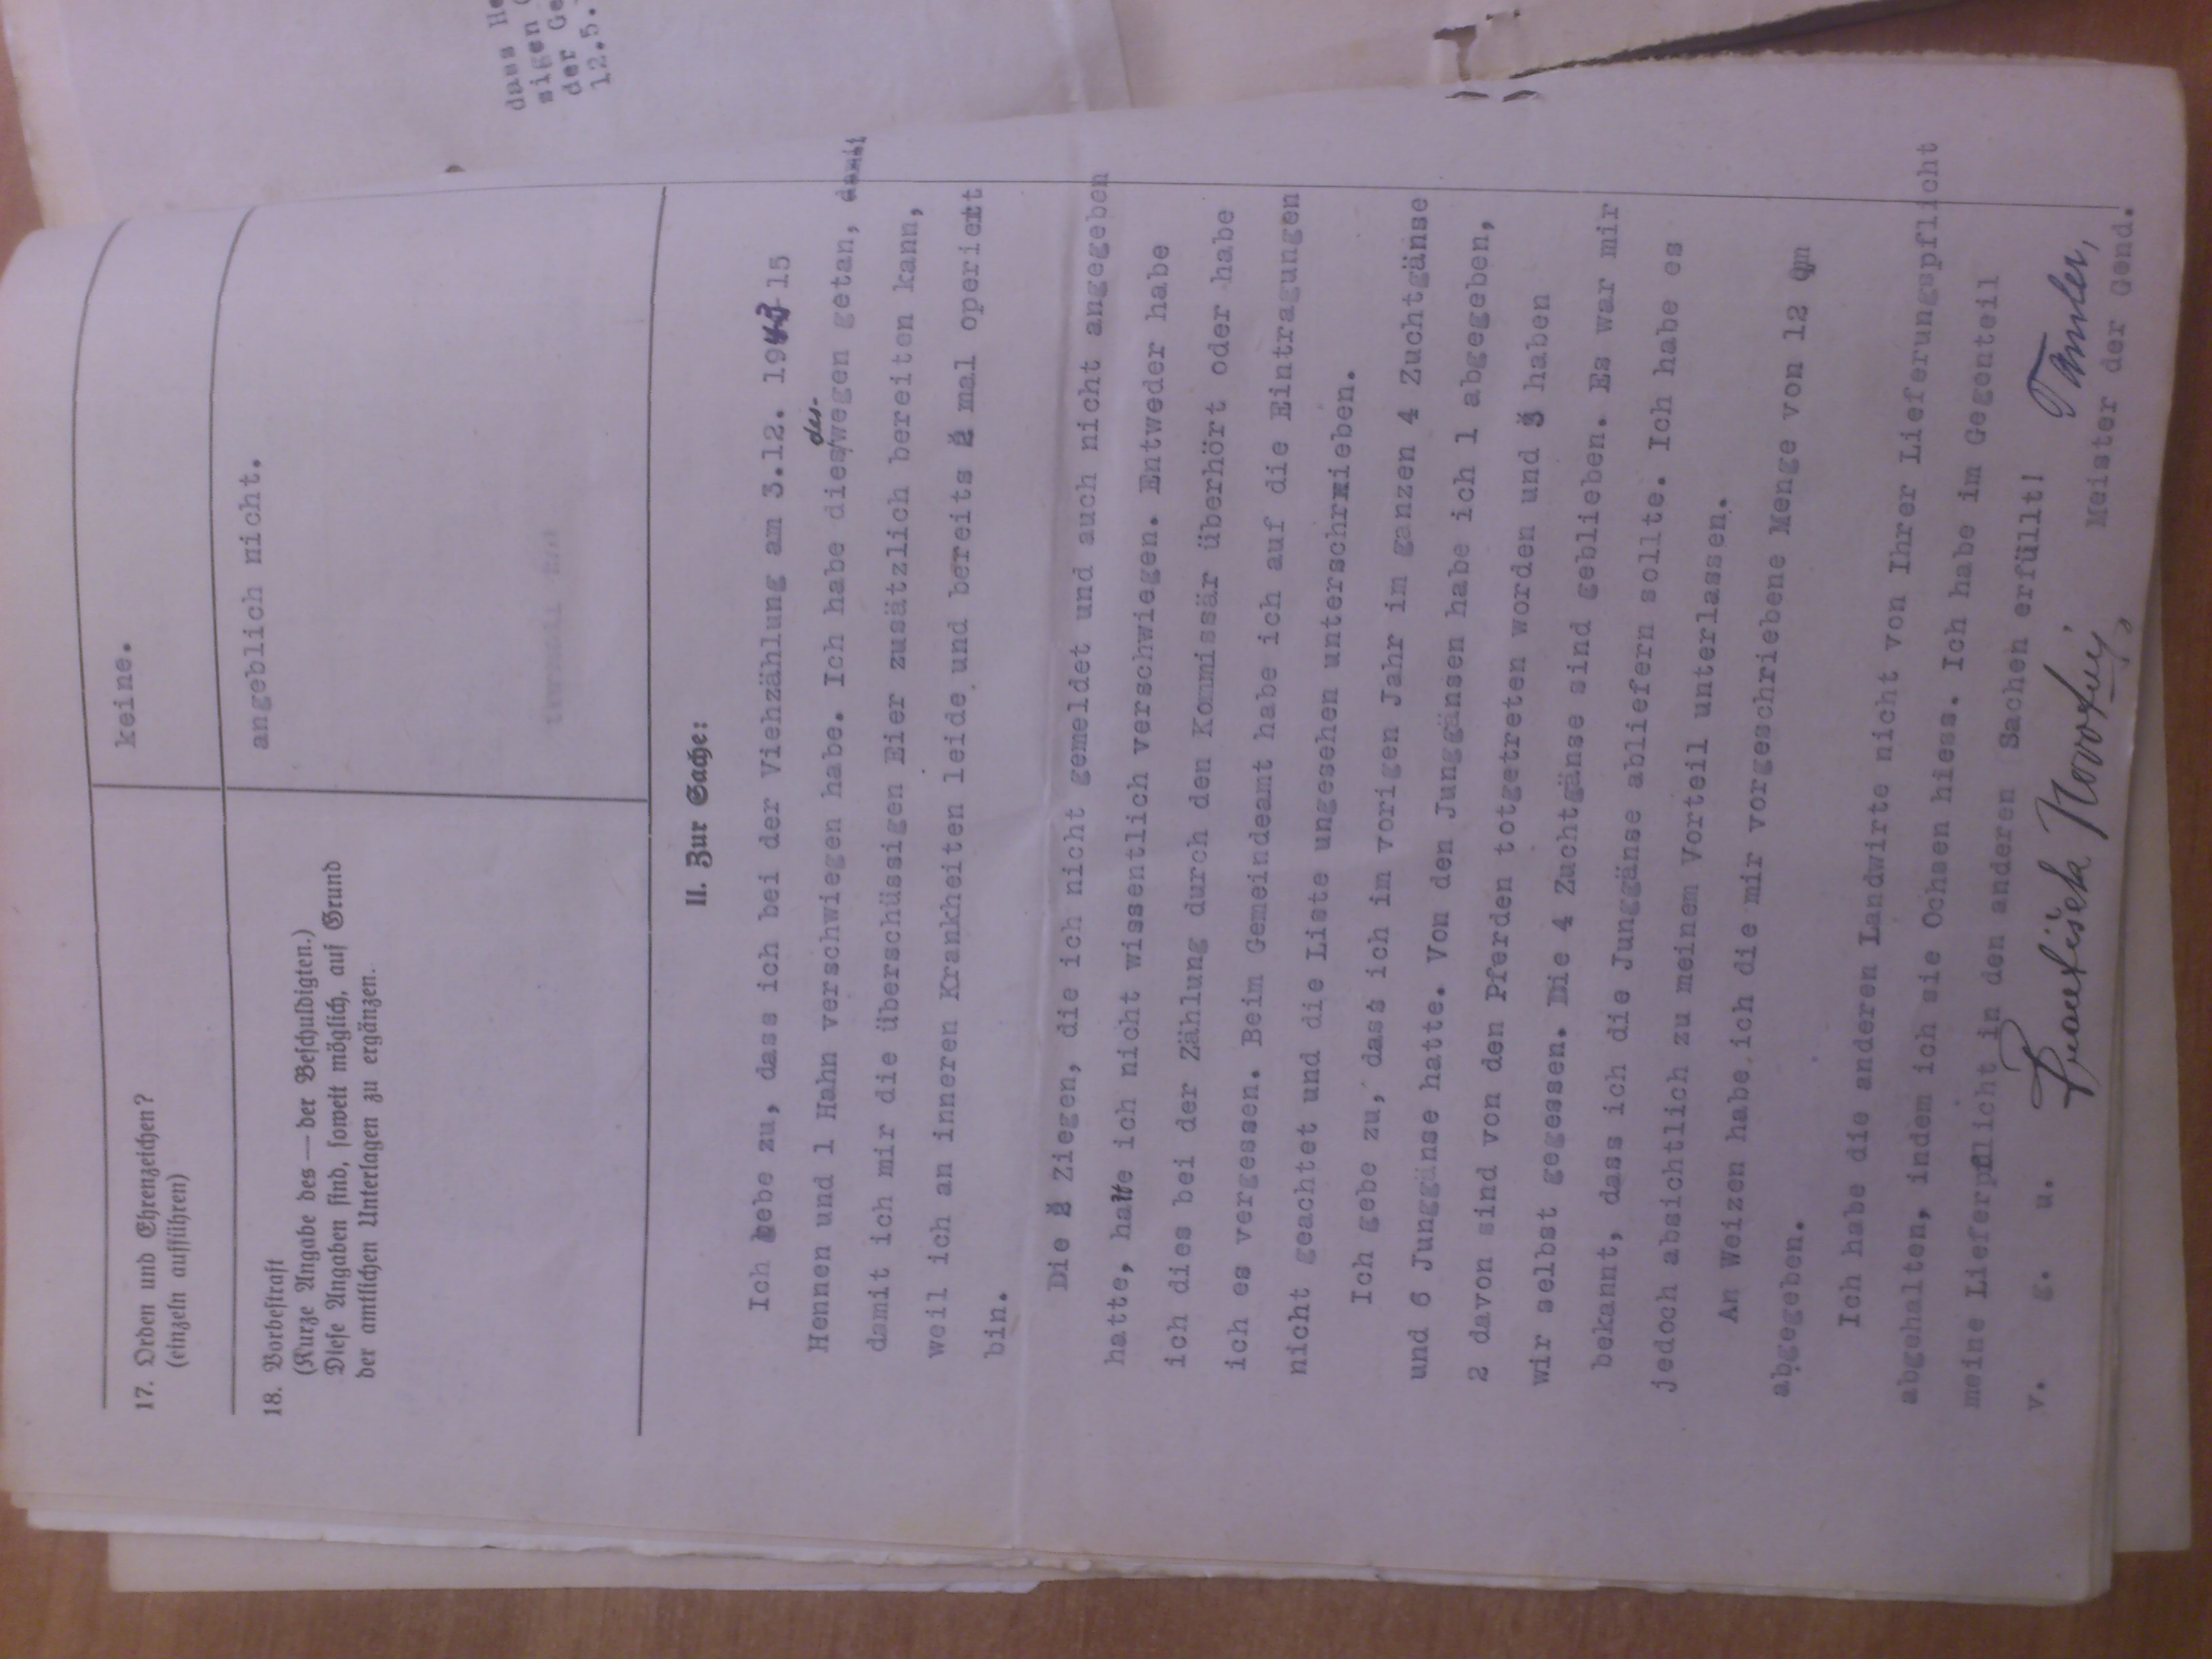 17. Orden und Ehrenzeichen?
(einzeln aufführen)
keine.
18. Vorbestraft
(Kurze Angabe des — der Beschuldigten.)
Diese Angaben sind, soweit möglich, auf Grund
der amtlichen Unterlagen zu ergänzen.
angeblich nicht.
II. Zur Sache:
Ich gebe zu, dass ich bei der Viehzählung am 3.12. 1943 15
Hennen und 1 Hahn verschwiegen habe. Ich habe dies deswegen getan, damit
damit ich mir die überschüssigen Eier zusätzlich bereiten kann,
weil ich an inneren Krankheiten leide und bereits 2 mal operiert
bin.
Die 2 Ziegen, die ich nicht gemeldet und auch nicht angegeben
hatte, hatte ich nicht wissentlich verschwiegen. Entweder habe
ich dies bei der Zählung durch den Kommissär überhört oder habe
ich es vergessen. Beim Gemeindeamt habe ich auf die Eintragungen
nicht geachtet und die Liste ungesehen unterschrieben.
Ich gebe zu, dass ich im vorigen Jahr im ganzen 4 Zuchtgänse
und 6 Junggänse hatte. Von den Junggänsen habe ich 1 abgegeben,
2 davon sind von den Pferden totgetreten worden und 3 haben
wir selbst gegessen. Die 4 Zuchtgänse sind geblieben. Es war mir
bekannt, dass ich die Junggänse abliefern sollte. Ich habe es
jedoch absichtlich zu meinem Vorteil unterlassen.
An Weizen habe ich die mir vorgeschriebene Menge von 12 qm
abgegeben.
Ich habe die anderen Landwirte nicht von Ihrer Lieferungspflicht
abgehalten, indem ich sie Ochsen hiess. Ich habe im Gegenteil
meine Lieferpflicht in den anderen Sachen erfüllt!
v. g. u. František Novotný
Tamler,
Meister der Gend.
dass
sigen
der Ge
12.5.